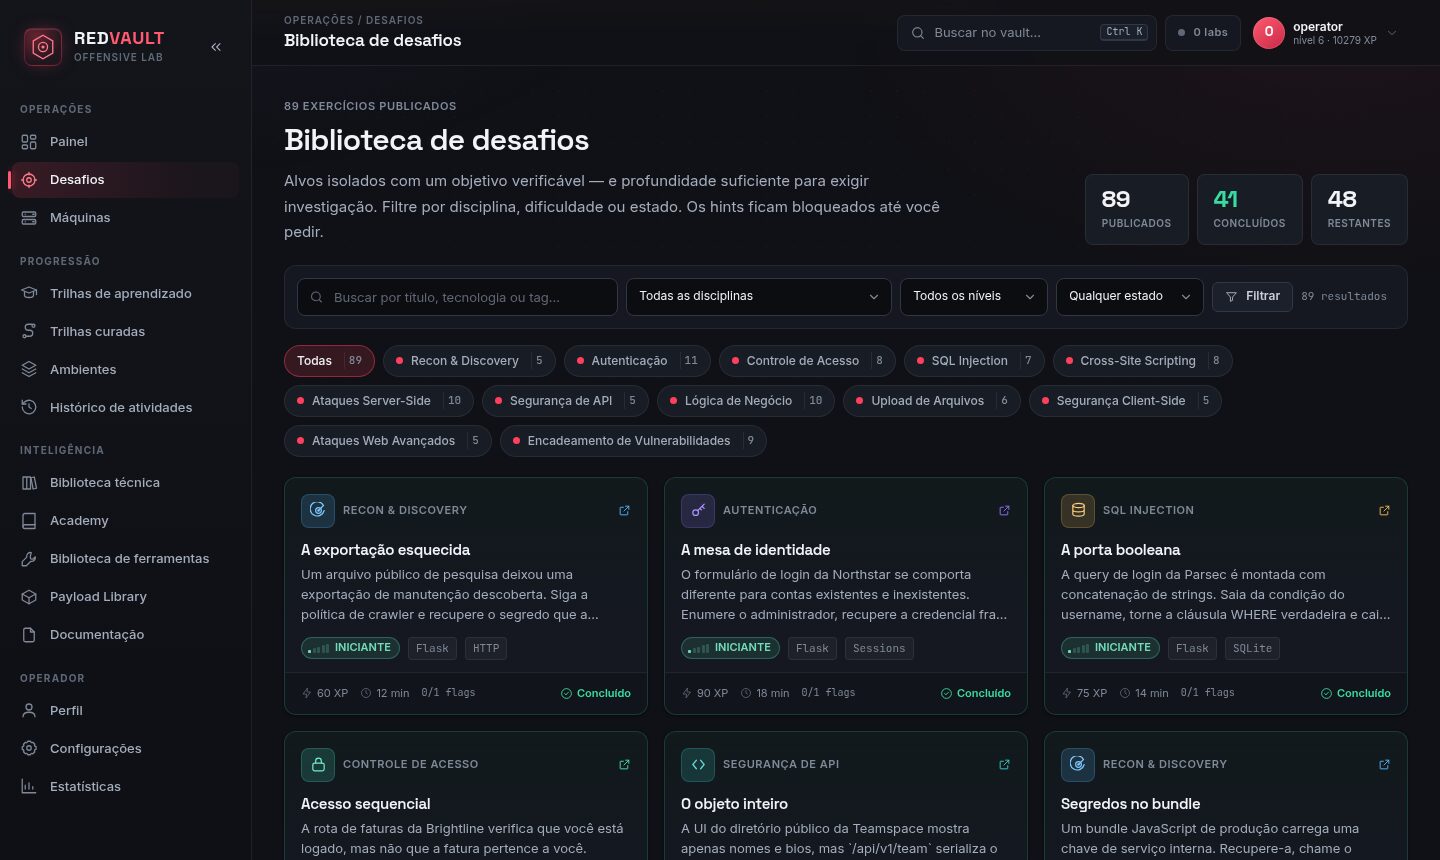 REDVAULT
OFFENSIVE LAB
OPERAÇÕES
Painel
Desafios
Máquinas
PROGRESSÃO
Trilhas de aprendizado
Trilhas curadas
Ambientes
Histórico de atividades
INTELIGÊNCIA
Biblioteca técnica
Academy
Biblioteca de ferramentas
Payload Library
Documentação
OPERADOR
Perfil
Configurações
Estatísticas
OPERAÇÕES / DESAFIOS
Biblioteca de desafios
Buscar no vault... Ctrl K
0 labs
O
operator
nível 6 · 10279 XP
89 EXERCÍCIOS PUBLICADOS
Biblioteca de desafios
Alvos isolados com um objetivo verificável — e profundidade suficiente para exigir
investigação. Filtre por disciplina, dificuldade ou estado. Os hints ficam bloqueados até você
pedir.
89
PUBLICADOS
41
CONCLUÍDOS
48
RESTANTES
Buscar por título, tecnologia ou tag... Todas as disciplinas Todos os níveis Qualquer estado Filtrar 89 resultados
Todas 89 Recon & Discovery 5 Autenticação 11 Controle de Acesso 8 SQL Injection 7 Cross-Site Scripting 8
Ataques Server-Side 10 Segurança de API 5 Lógica de Negócio 10 Upload de Arquivos 6 Segurança Client-Side 5
Ataques Web Avançados 5 Encadeamento de Vulnerabilidades 9
RECON & DISCOVERY
A exportação esquecida
Um arquivo público de pesquisa deixou uma
exportação de manutenção descoberta. Siga a
política de crawler e recupere o segredo que a...
INICIANTE Flask HTTP
60 XP 12 min 0/1 flags Concluído
AUTENTICAÇÃO
A mesa de identidade
O formulário de login da Northstar se comporta
diferente para contas existentes e inexistentes.
Enumere o administrador, recupere a credencial fra...
INICIANTE Flask Sessions
90 XP 18 min 0/1 flags Concluído
SQL INJECTION
A porta booleana
A query de login da Parsec é montada com
concatenação de strings. Saia da condição do
username, torne a cláusula WHERE verdadeira e cai...
INICIANTE Flask SQLite
75 XP 14 min 0/1 flags Concluído
CONTROLE DE ACESSO
Acesso sequencial
A rota de faturas da Brightline verifica que você está
logado, mas não que a fatura pertence a você.
SEGURANÇA DE API
O objeto inteiro
A UI do diretório público da Teamspace mostra
apenas nomes e bios, mas `/api/v1/team` serializa o
RECON & DISCOVERY
Segredos no bundle
Um bundle JavaScript de produção carrega uma
chave de serviço interna. Recupere-a, chame o